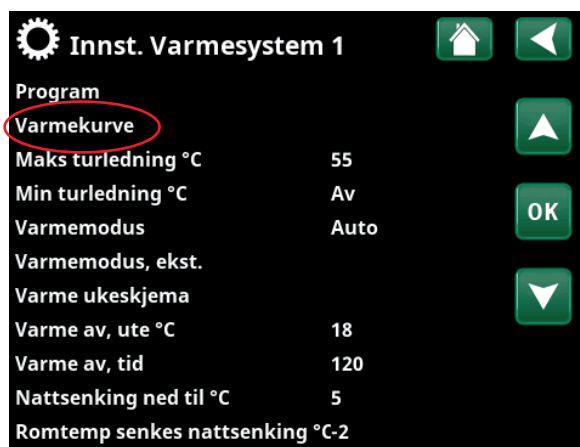 Innst. Varmesystem 1
Program
Varmekurve
Maks turledning °C 55
Min turledning °C Av
Varmemodus Auto
Varmemodus, ekst.
Varme ukeskjema
Varme av, ute °C 18
Varme av, tid 120
Nattsenking ned til °C 5
Romtemp senkes nattsenking °C-2
OK